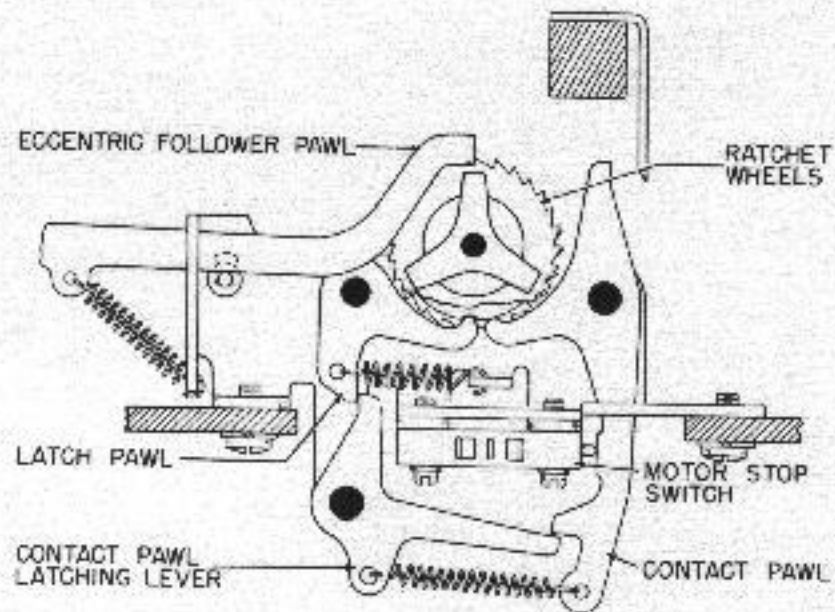 ECCENTRIC FOLLOWER PAWL
RATCHET
WHEELS
LATCH PAWL
MOTOR STOP
SWITCH
CONTACT PAWL
LATCHING LEVER
CONTACT PAWL